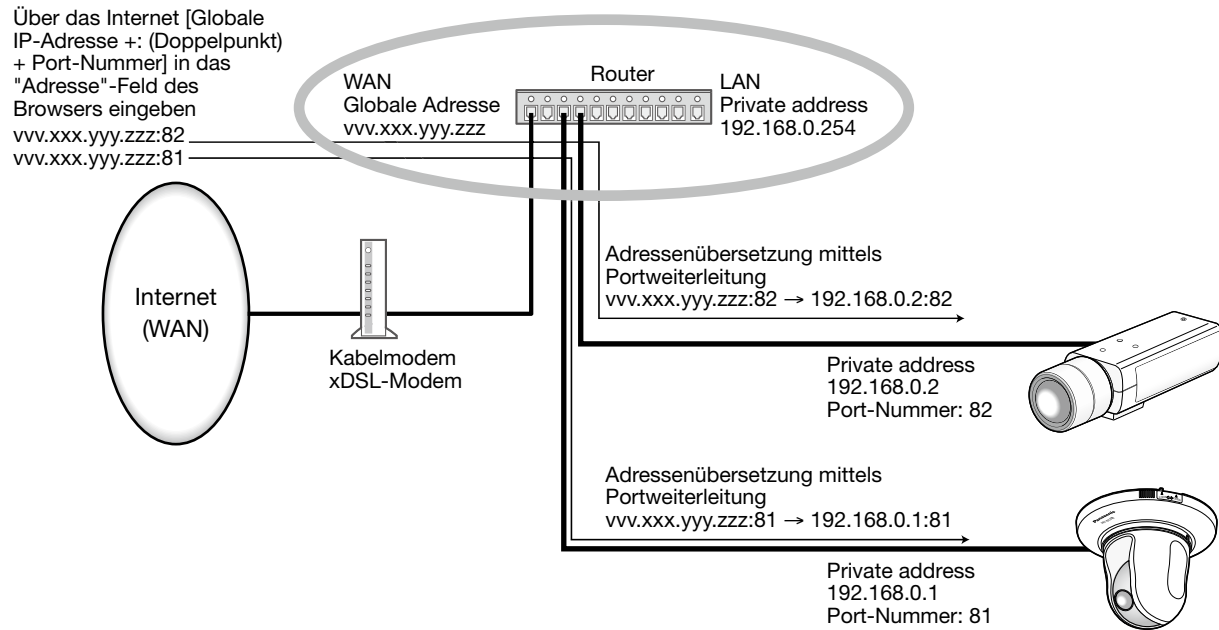 Über das Internet [Globale
IP-Adresse +: (Doppelpunkt)
+ Port-Nummer] in das
"Adresse"-Feld des
Browsers eingeben
vvv.xxx.yyy.zzz:82
vvv.xxx.yyy.zzz:81
WAN
Globale Adresse
vvv.xxx.yyy.zzz
Router
LAN
Private address
192.168.0.254
Internet
(WAN)
Kabelmodem
xDSL-Modem
Adressenübersetzung mittels
Portweiterleitung
vvv.xxx.yyy.zzz:82 → 192.168.0.2:82
Private address
192.168.0.2
Port-Nummer: 82
Adressenübersetzung mittels
Portweiterleitung
vvv.xxx.yyy.zzz:81 → 192.168.0.1:81
Panasonic
Private address
192.168.0.1
Port-Nummer: 81